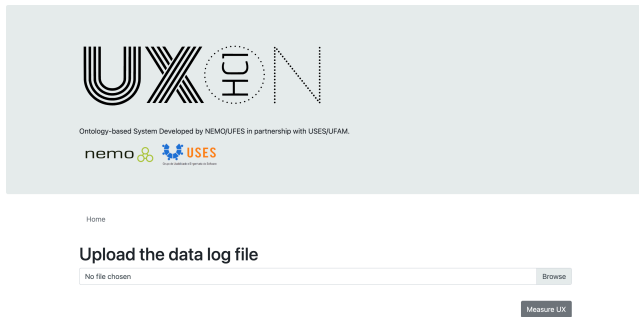 UX HCI N
Ontology-based System Developed by NEMO/UFES in partnership with USES/UFAM.
nemo USES
Home
Upload the data log file
No file chosen Browse
Measure UX